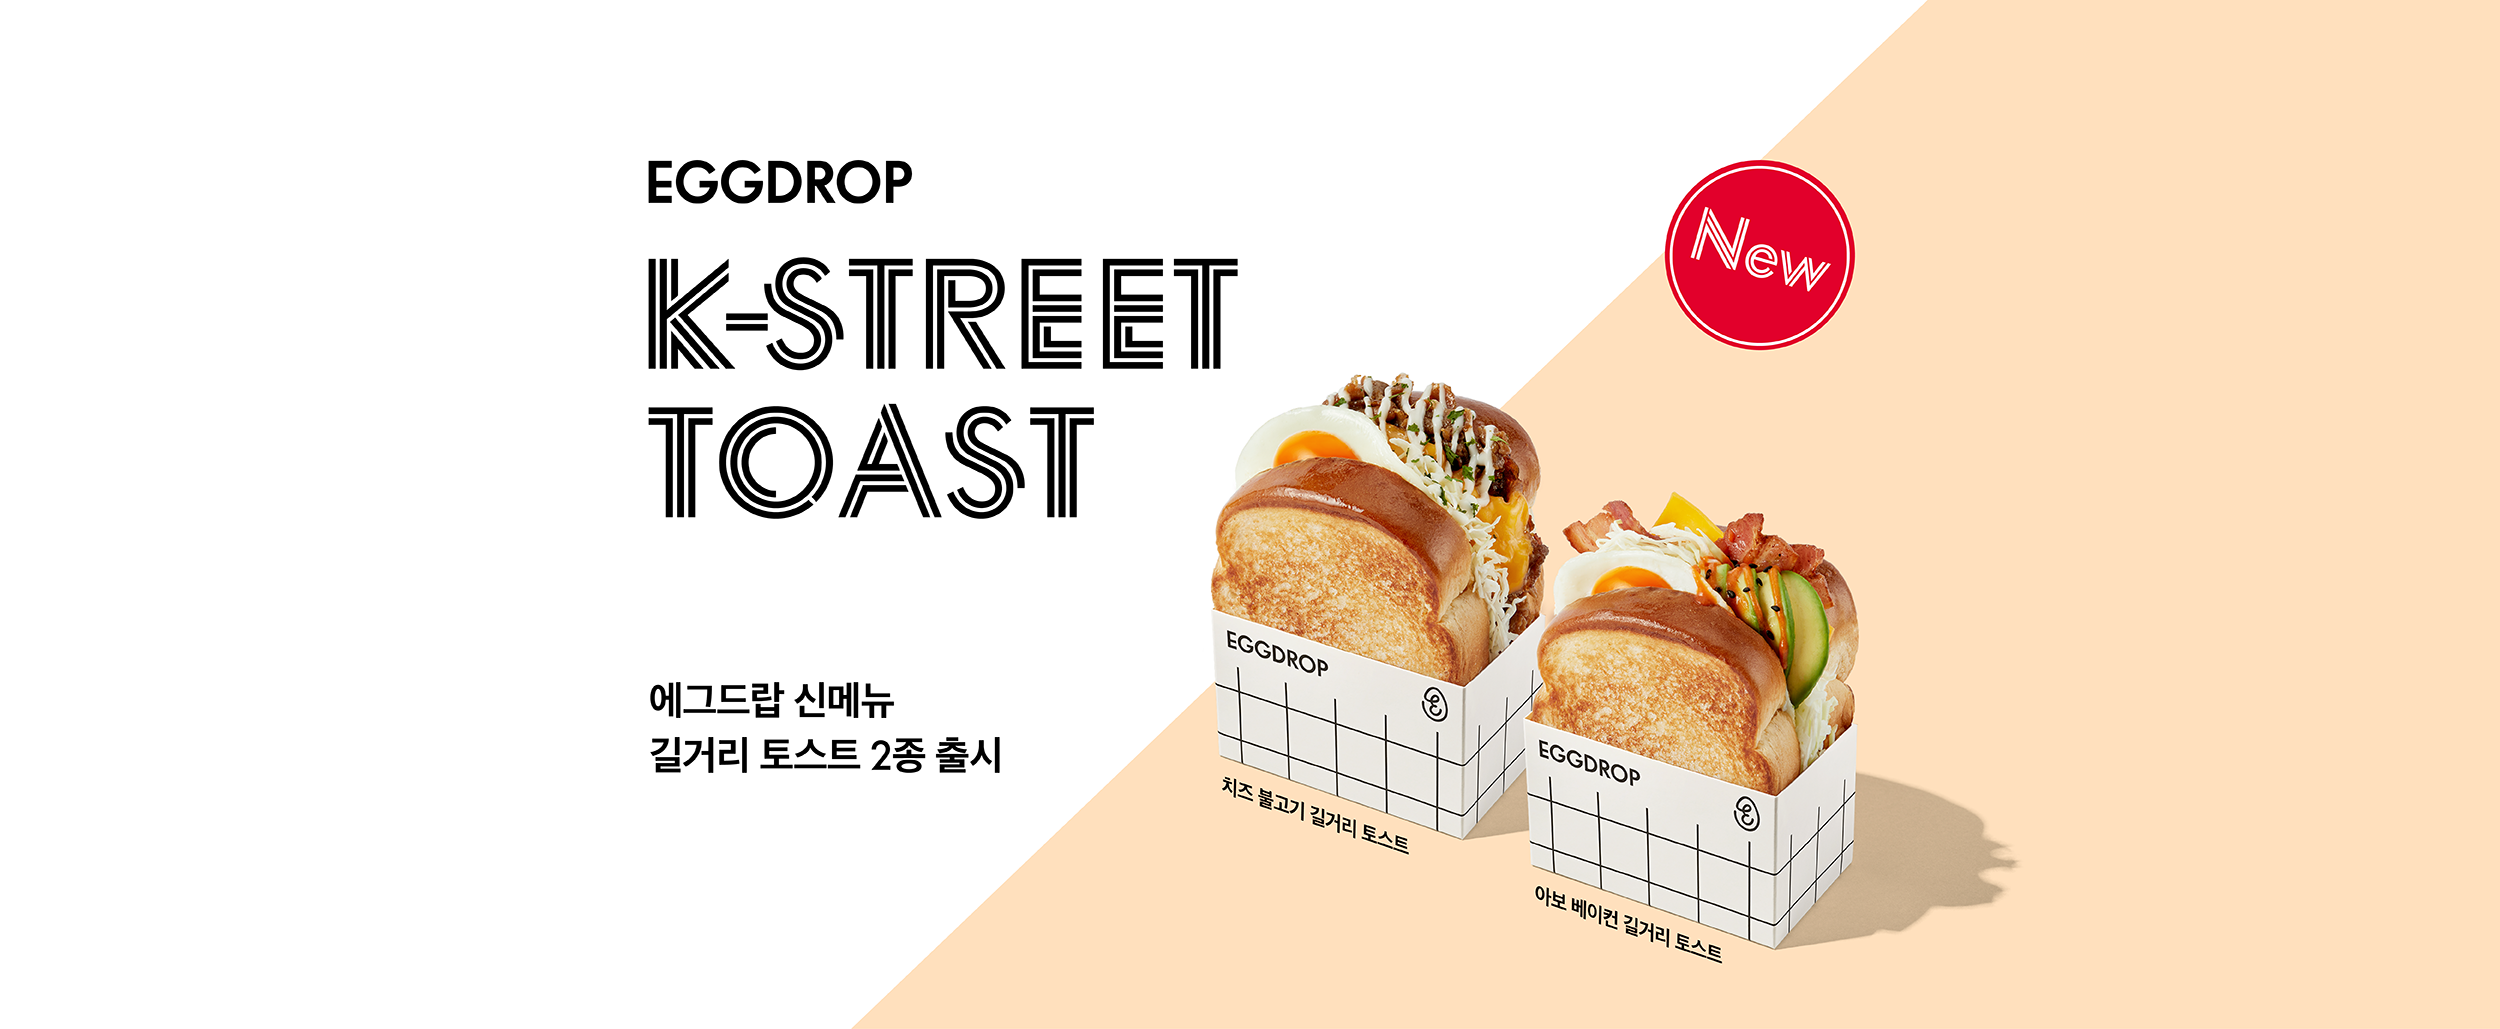 EGGDROP
K-STREET
TOAST
New
에그드랍 신메뉴
길거리 토스트 2종 출시
EGGDROP
치즈 불고기 길거리 토스트
EGGDROP
아보 베이컨 길거리 토스트